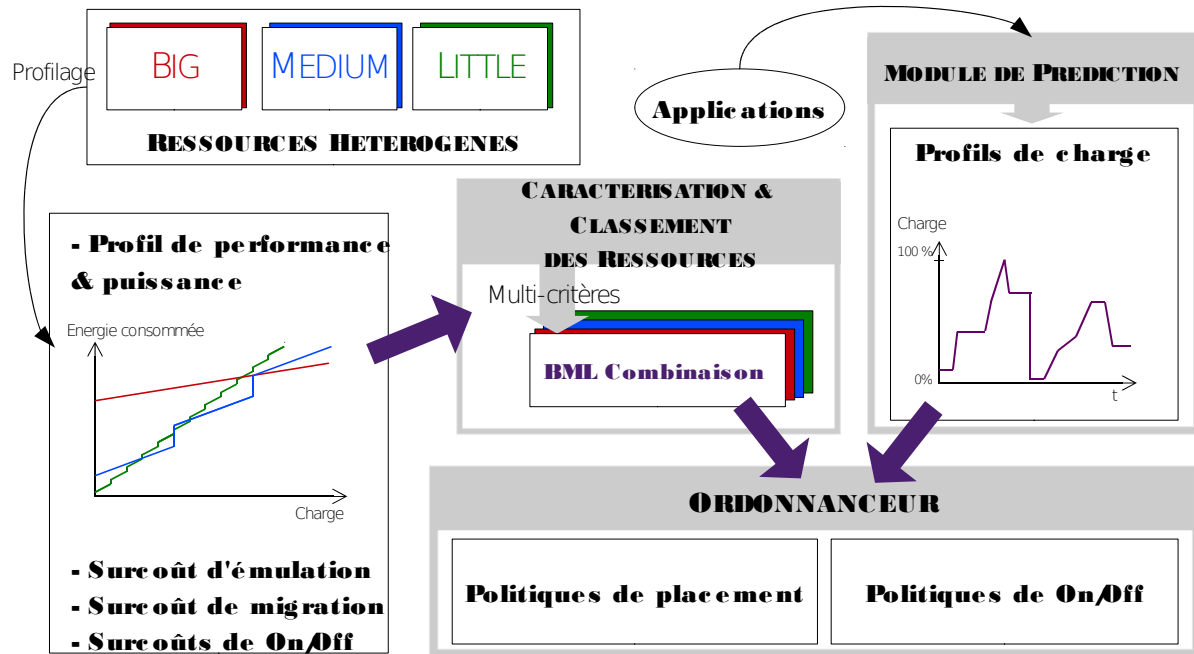 Profilage
BIG
MEDIUM
LITTLE
RESSOURCES HETEROGENES
Applications
MODULE DE PREDICTION
Profils de charge
Charge
100 %
0%
t
- Profil de performance
& puissance
Energie consommée
Charge
- Surcoût d'émulation
- Surcoût de migration
- Surcoûts de On/Off
CARACTERISATION &
CLASSEMENT
DES RESSOURCES
Multi-critères
BML Combinaison
ORDONNANCEUR
Politiques de placement
Politiques de On/Off